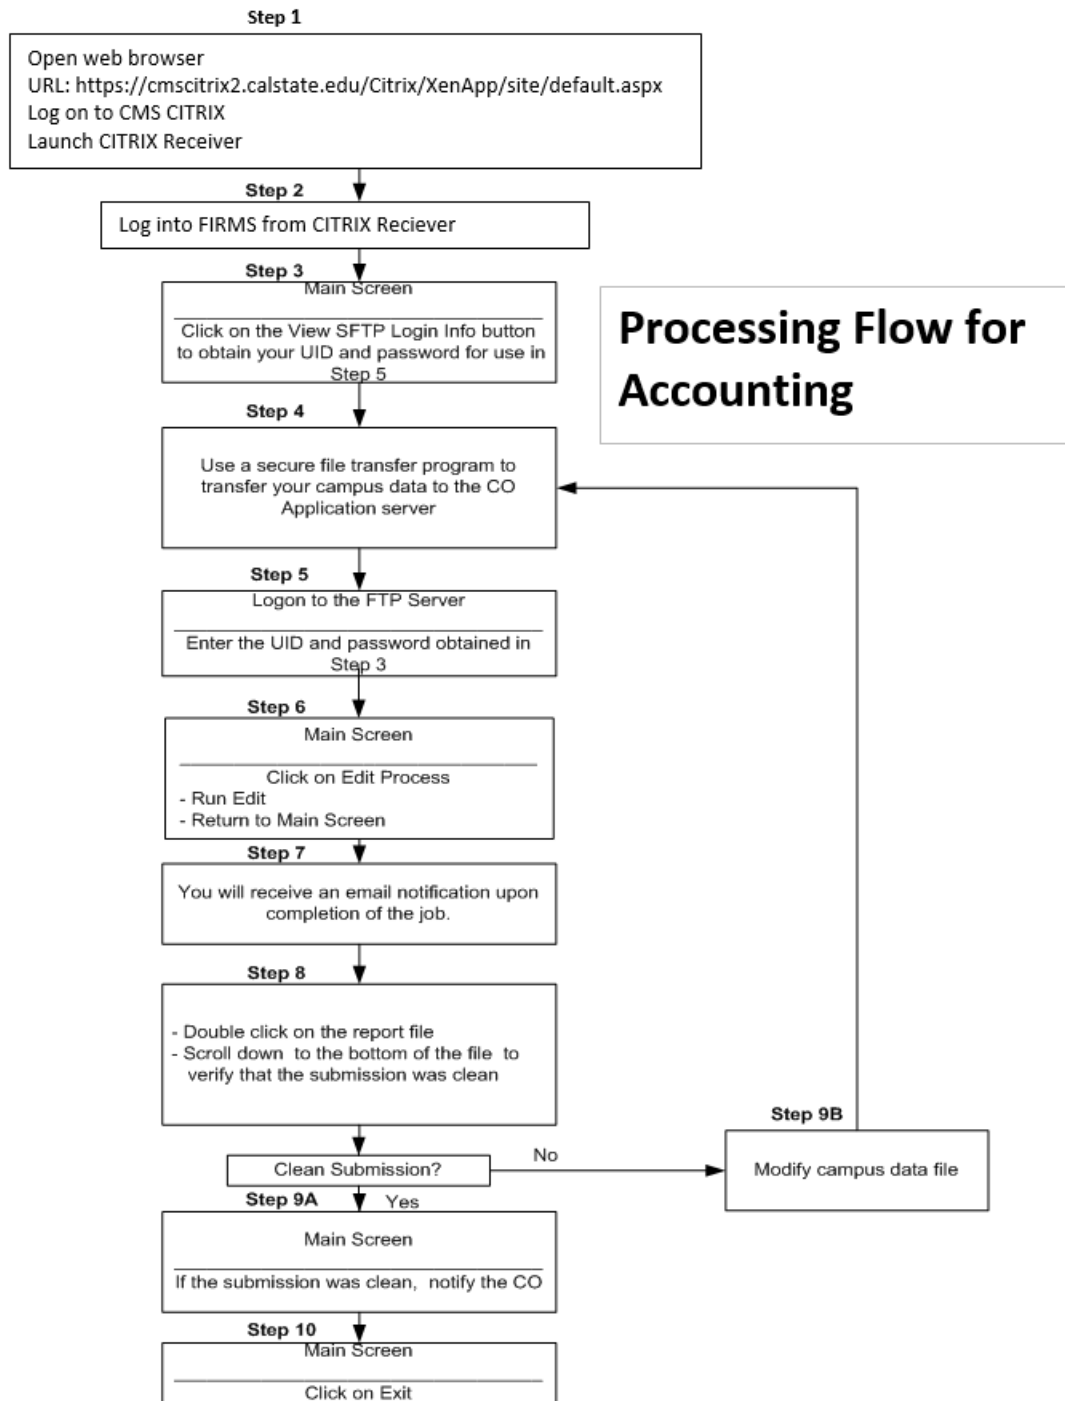 Step 1
Open web browser
URL: https://cmscitrix2.calstate.edu/Citrix/XenApp/site/default.aspx
Log on to CMS CITRIX
Launch CITRIX Receiver
Step 2
Log into FIRMS from CITRIX Reciever
Step 3
Main Screen
Click on the View SFTP Login Info button
to obtain your UID and password for use in
Step 5
Processing Flow for
Accounting
Step 4
Use a secure file transfer program to
transfer your campus data to the CO
Application server
Step 5
Logon to the FTP Server
Enter the UID and password obtained in
Step 3
Step 6
Main Screen
Click on Edit Process
- Run Edit
- Return to Main Screen
Step 7
You will receive an email notification upon
completion of the job.
Step 8
- Double click on the report file
- Scroll down to the bottom of the file to
verify that the submission was clean
Clean Submission?
No
Step 9B
Modify campus data file
Yes
Step 9A
Main Screen
If the submission was clean, notify the CO
Step 10
Main Screen
Click on Exit